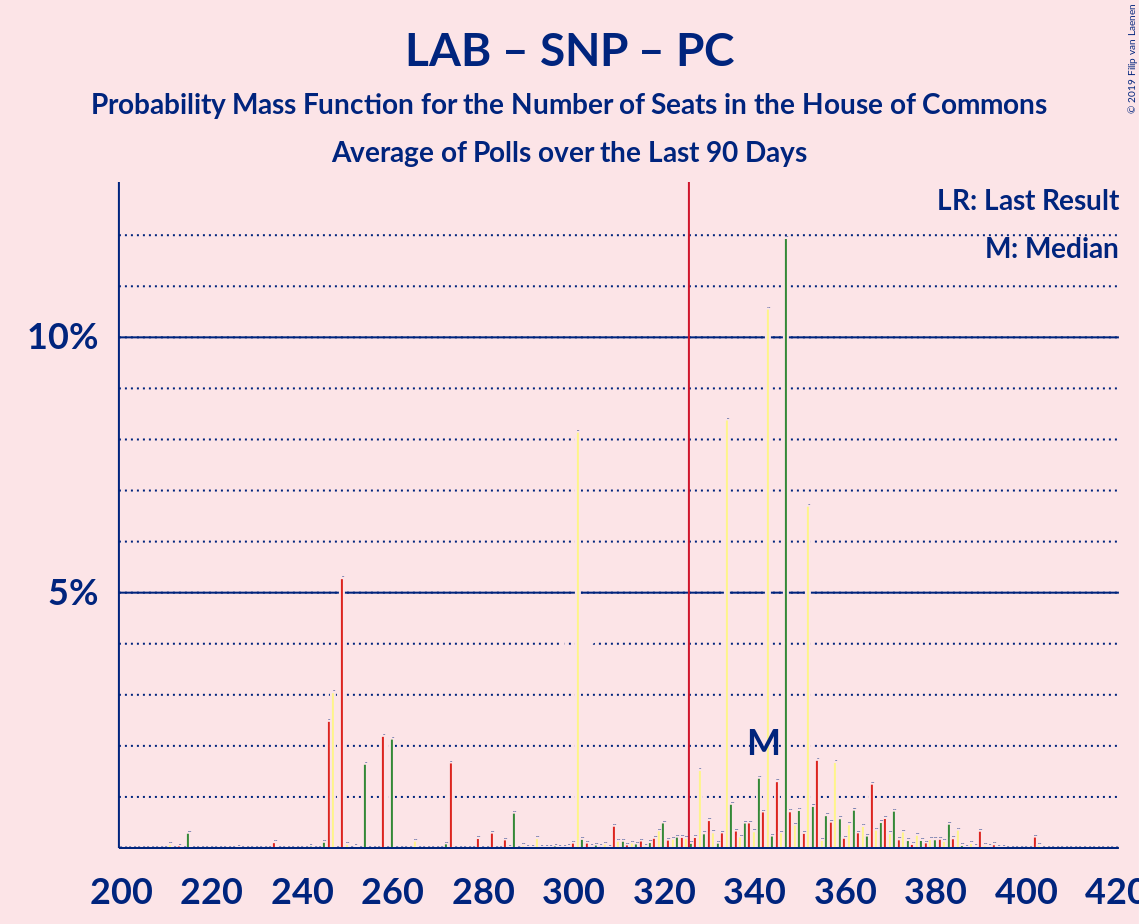 LAB – SNP – PC
Probability Mass Function for the Number of Seats in the House of Commons
Average of Polls over the Last 90 Days
© 2019 Filip van Laenen
LR: Last Result
M: Median
10%
5%
M
200 220 240 260 280 300 320 340 360 380 400 420